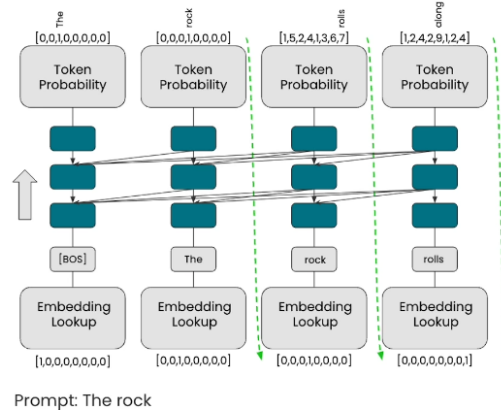 The
rock
rolls
along
[0,0,1,0,0,0,0,0]
[0,0,0,1,0,0,0,0]
[1,5,2,4,1,3,6,7]
[1,2,4,2,9,1,2,4]
Token
Probability
Token
Probability
Token
Probability
Token
Probability
[BOS]
The
rock
rolls
Embedding
Lookup
Embedding
Lookup
Embedding
Lookup
Embedding
Lookup
[1,0,0,0,0,0,0,0]
[0,0,1,0,0,0,0,0]
[0,0,0,1,0,0,0,0]
[0,0,0,0,0,0,0,1]
Prompt: The rock